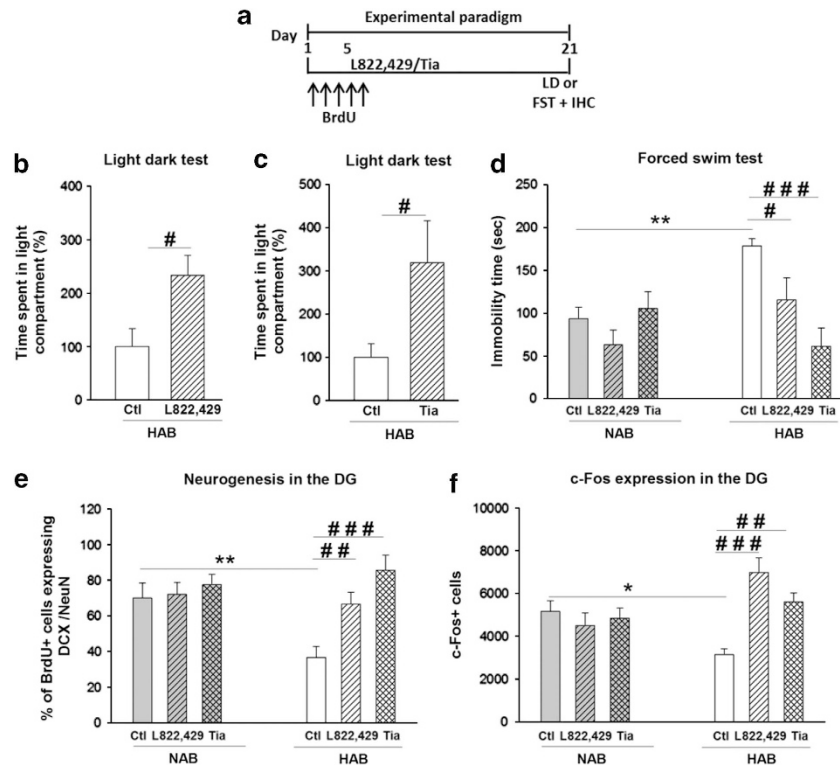 a
Experimental paradigm
Day
1 5 21
L822,429/Tia
BrdU
LD or
FST + IHC
b
Light dark test
Time spent in light
compartment (%)
400
300
200
100
0
#
Ctl L822,429
HAB
c
Light dark test
Time spent in light
compartment (%)
500
400
300
200
100
0
#
Ctl Tia
HAB
d
Forced swim test
Immobility time (sec)
250
200
150
100
50
0
**
# # #
#
Ctl L822,429 Tia
NAB
Ctl L822,429 Tia
HAB
e
Neurogenesis in the DG
% of BrdU+ cells expressing
DCX /NeuN
120
100
80
60
40
20
0
**
# # #
# #
Ctl L822,429 Tia
NAB
Ctl L822,429 Tia
HAB
f
c-Fos expression in the DG
c-Fos+ cells
10000
8000
6000
4000
2000
0
*
# #
# # #
Ctl L822,429 Tia
NAB
Ctl L822,429 Tia
HAB